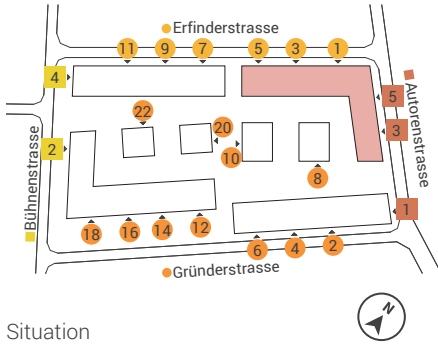 Erfinderstrasse
11 9 7 5 3 1
4
5
Autorenstrasse
22
20
3
2
10
8
Bühnenstrasse
1
18 16 14 12
6 4 2
Gründerstrasse
N
Situation